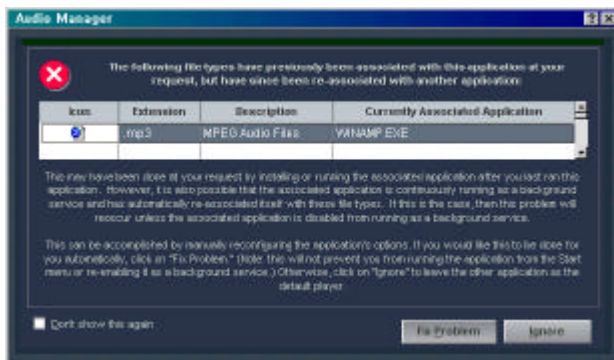 Audio Manager
The following file types have previously been associated with this application at your
request, but have since been re-associated with another application:
Icon Extension Description Currently Associated Application
.mp3 MPEG Audio Files WINAMP.EXE
This may have been done at your request by installing or running the associated application after you last ran this
application. However, it is also possible that the associated application is continuously running as a background
service and has automatically re-associated itself with these file types. If this is the case, then this problem will
reoccur unless the associated application is disabled from running as a background service.
This can be accomplished by manually reconfiguring the application's options. If you would like this to be done for
you automatically, click on "Fix Problem." (Note: this will not prevent you from running the application from the Start
menu or re-enabling it as a background service.) Otherwise, click on "Ignore" to leave the other application as the
default player
Don't show this again
Fix Problem Ignore